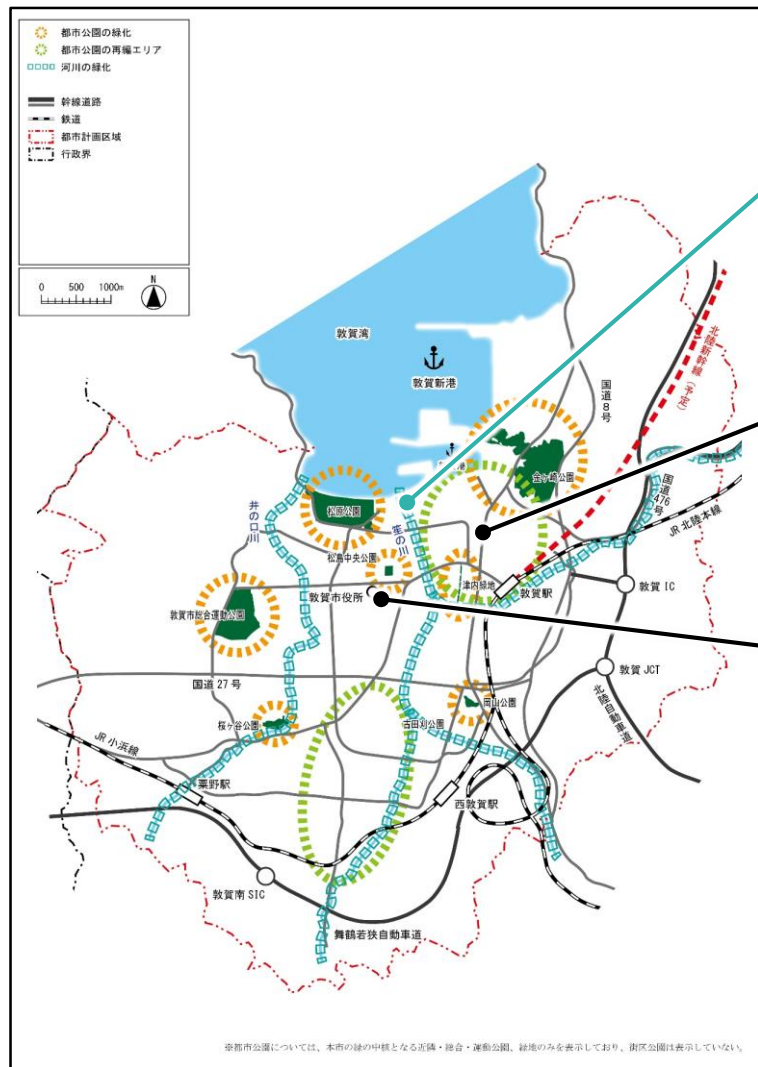 都市公園の緑化
都市公園の再編エリア
河川の緑化
幹線道路
鉄道
都市計画区域
行政界
0 500 1000m
N
敦賀湾
敦賀新港
国道8号
北陸新幹線(予定)
金ヶ崎公園
国道476号
JR北陸本線
井の口川
松原公園
笙の川
松島中央公園
津内緑地
敦賀駅
敦賀IC
敦賀市役所
敦賀市総合運動公園
敦賀JCT
国道27号
岡山公園
北陸自動車道
桜ヶ谷公園
古田刈公園
JR小浜線
粟野駅
西敦賀駅
敦賀南SIC
舞鶴若狭自動車道
※都市公園については、本市の緑の中核となる近隣・総合・運動公園、緑地のみを表示しており、街区公園は表示していない。